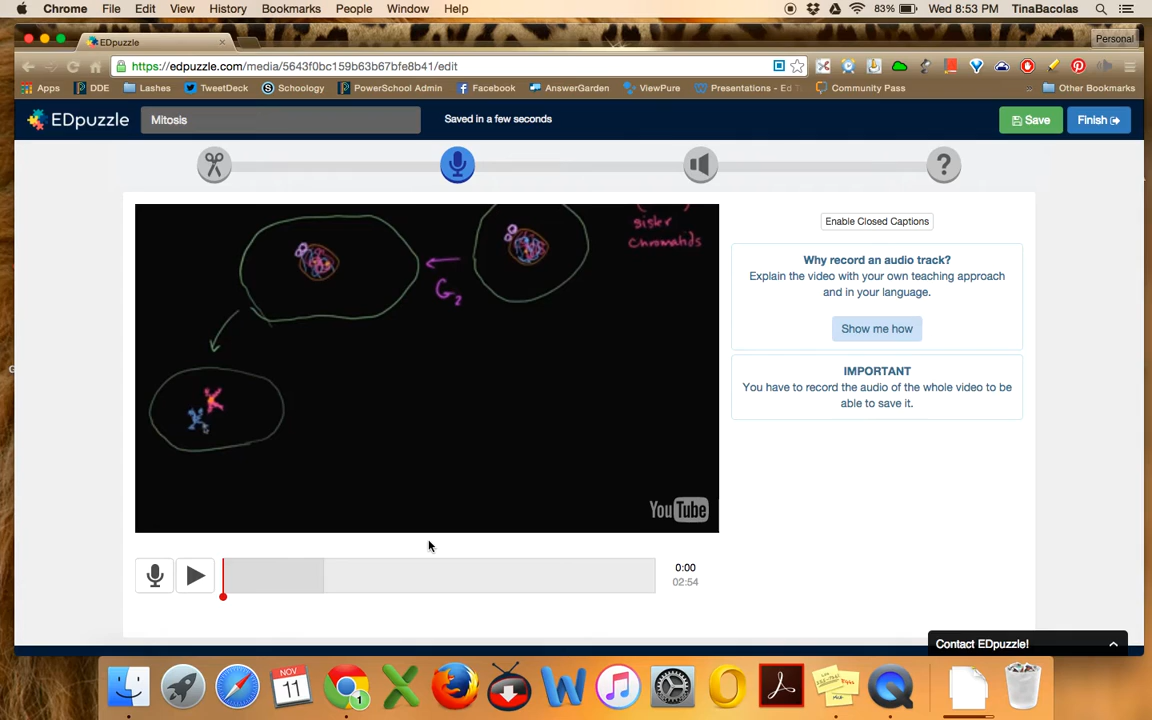 Chrome File Edit View History Bookmarks People Window Help 83% Wed 8:53 PM TinaBacolas
EDpuzzle Personal
https://edpuzzle.com/media/5643f0bc159b63b67bfe8b41/edit
Apps DDE Lashes TweetDeck Schoology PowerSchool Admin Facebook AnswerGarden ViewPure Presentations - Ed T Community Pass » Other Bookmarks
EDpuzzle Mitosis Saved in a few seconds Save Finish
?
sister
chromatids
G2
YouTube
Enable Closed Captions
Why record an audio track?
Explain the video with your own teaching approach
and in your language.
Show me how
IMPORTANT
You have to record the audio of the whole video to be
able to save it.
0:00
02:54
Contact EDpuzzle!
NOV
11
1